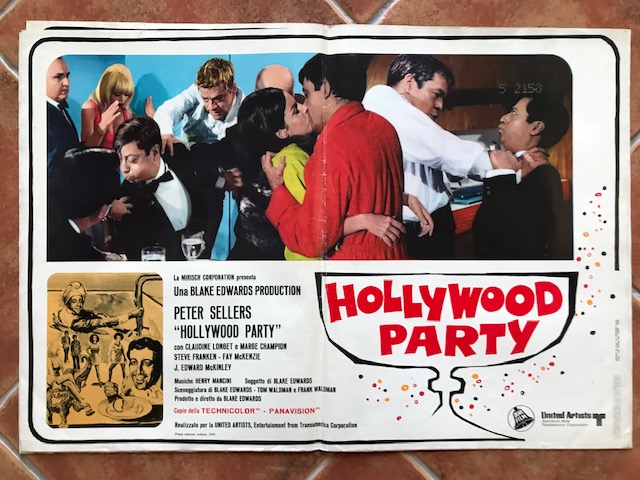 5 2150
La MIRISCH CORPORATION presenta
Una BLAKE EDWARDS PRODUCTION
PETER SELLERS
"HOLLYWOOD PARTY"
con CLAUDINE LONGET e MARGE CHAMPION
STEVE FRANKEN - FAY McKENZIE
J. EDWARD McKINLEY
Musiche HENRY MANCINI Soggetto di BLAKE EDWARDS
Sceneggiatura di BLAKE EDWARDS - TOM WALDMAN e FRANK WALDMAN
Prodotto e diretto da BLAKE EDWARDS
Copie della TECHNICOLOR - PANAVISION
Realizzato per la UNITED ARTISTS, Entertainment from Transamerica Corporation
HOLLYWOOD
PARTY
United Artists